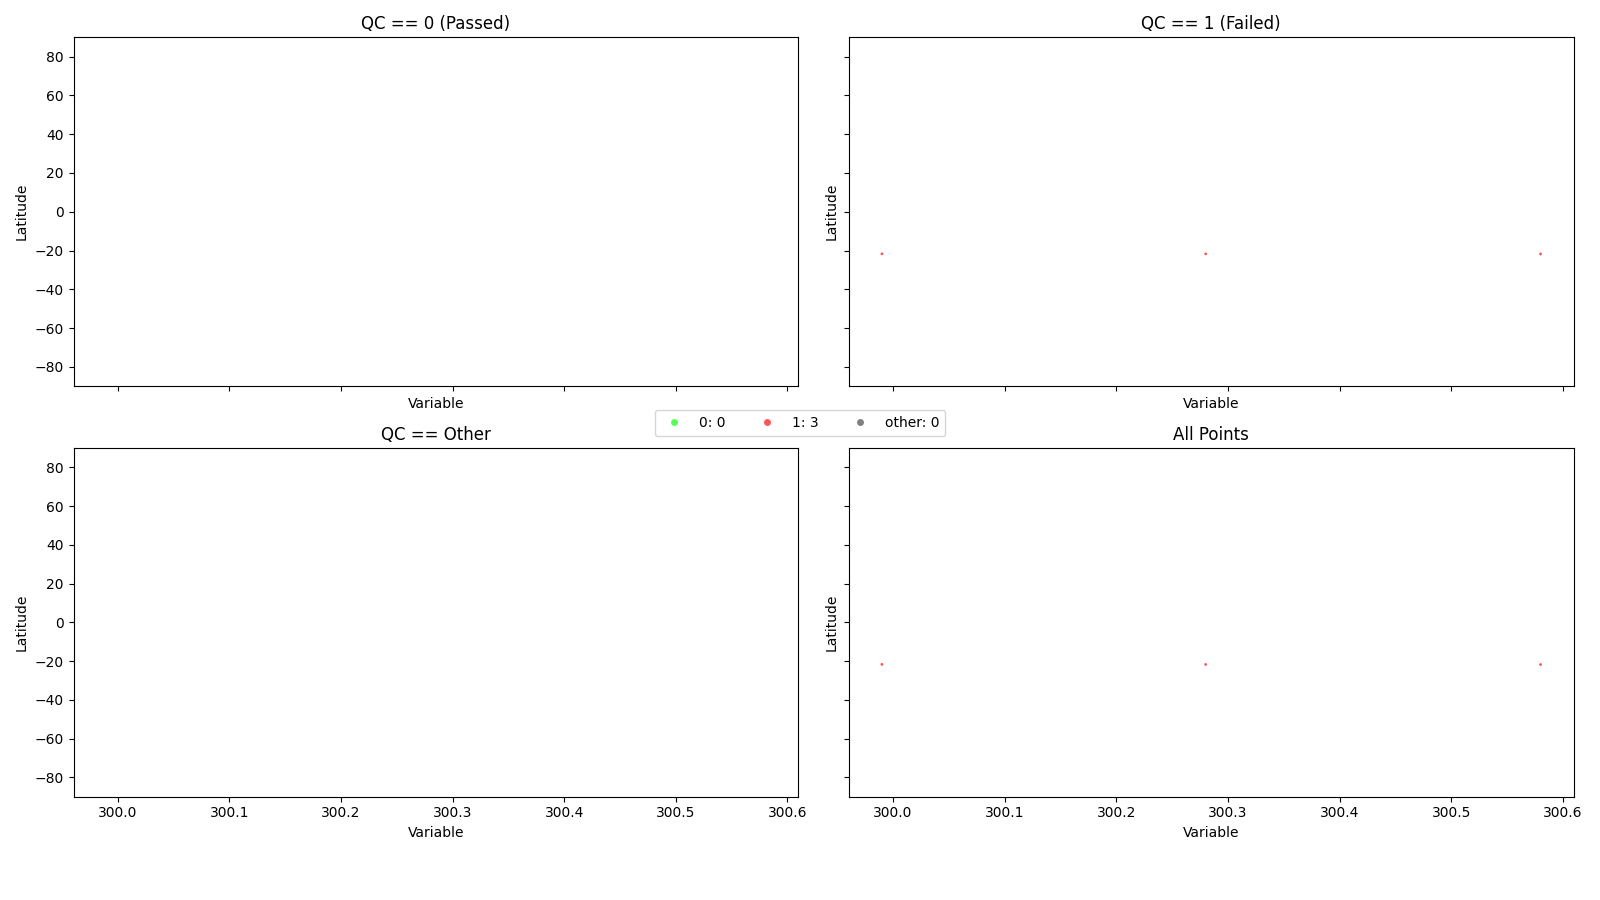 QC == 0 (Passed)
QC == 1 (Failed)
80
60
40
20
0
−20
−40
−60
−80
Latitude
Latitude
Variable
Variable
0: 0
1: 3
other: 0
QC == Other
All Points
80
60
40
20
0
−20
−40
−60
−80
Latitude
Latitude
300.0 300.1 300.2 300.3 300.4 300.5 300.6
300.0 300.1 300.2 300.3 300.4 300.5 300.6
Variable
Variable